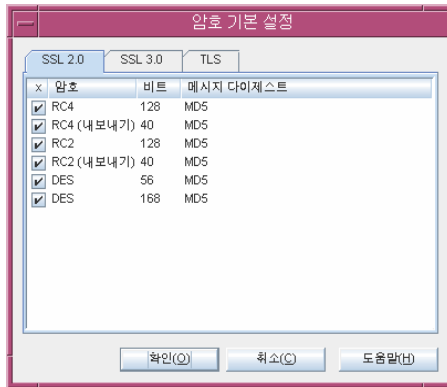 암호 기본 설정
SSL 2.0 SSL 3.0 TLS
x 암호 비트 메시지 다이제스트
RC4 128 MD5
RC4 (내보내기) 40 MD5
RC2 128 MD5
RC2 (내보내기) 40 MD5
DES 56 MD5
DES 168 MD5
확인(O) 취소(C) 도움말(H)